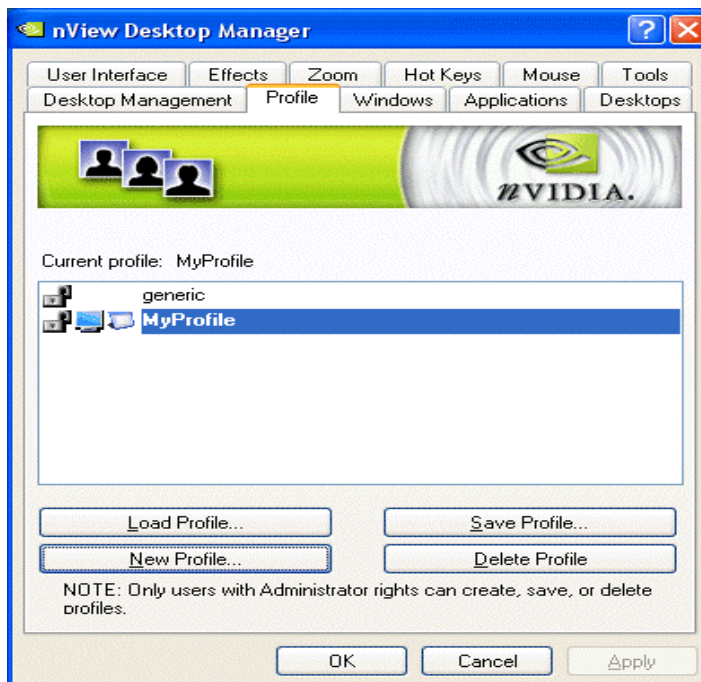 nView Desktop Manager
User Interface Effects Zoom Hot Keys Mouse Tools
Desktop Management Profile Windows Applications Desktops
nVIDIA.
Current profile: MyProfile
generic
MyProfile
Load Profile... Save Profile...
New Profile... Delete Profile
NOTE: Only users with Administrator rights can create, save, or delete
profiles.
OK Cancel Apply